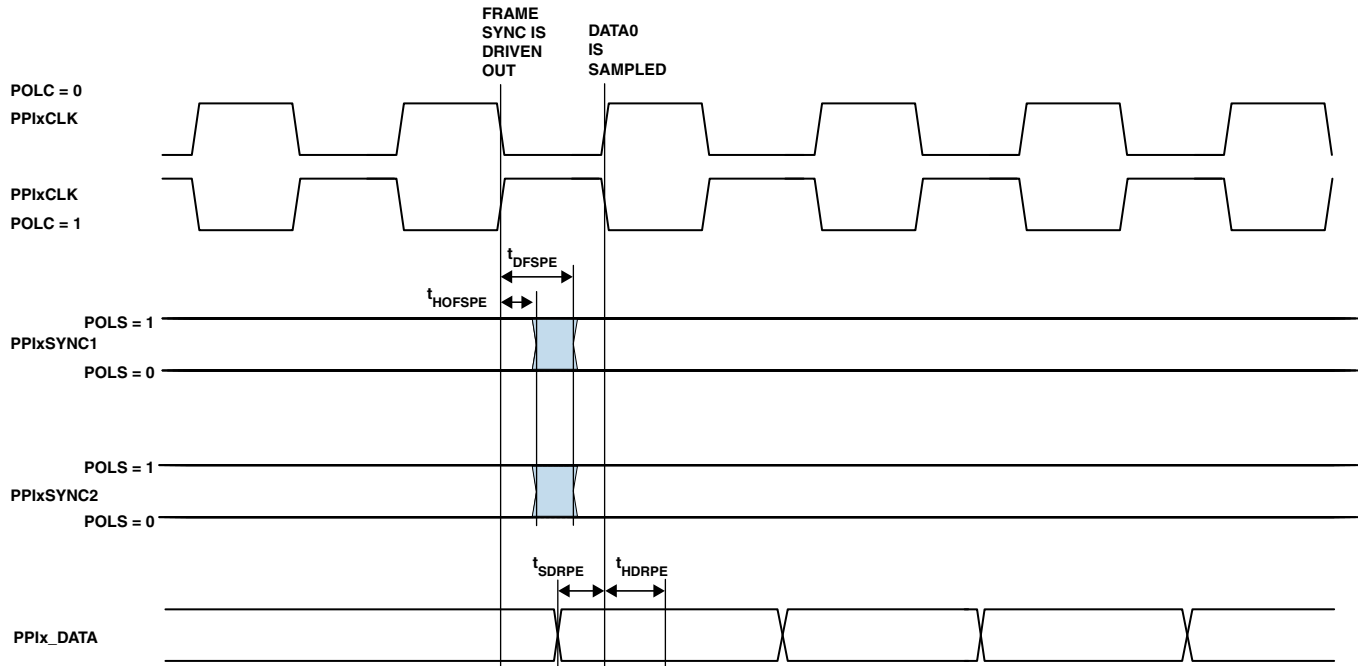 FRAME
SYNC IS
DRIVEN
OUT
DATA0
IS
SAMPLED
POLC = 0
PPIxCLK
PPIxCLK
POLC = 1
tDFSPE
tHOFSPE
POLS = 1
PPIxSYNC1
POLS = 0
POLS = 1
PPIxSYNC2
POLS = 0
tSDRPE
tHDRPE
PPIx_DATA